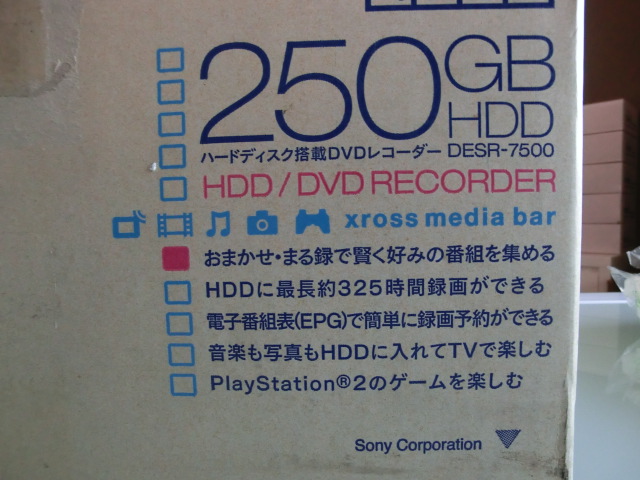 250GB
HDD
ハードディスク搭載DVDレコーダー DESR-7500
HDD/DVD RECORDER
xross media bar
おまかせ・まる録で賢く好みの番組を集める
HDDに最長約325時間録画ができる
電子番組表(EPG)で簡単に録画予約ができる
音楽も写真もHDDに入れてTVで楽しむ
PlayStation®2のゲームを楽しむ
Sony Corporation